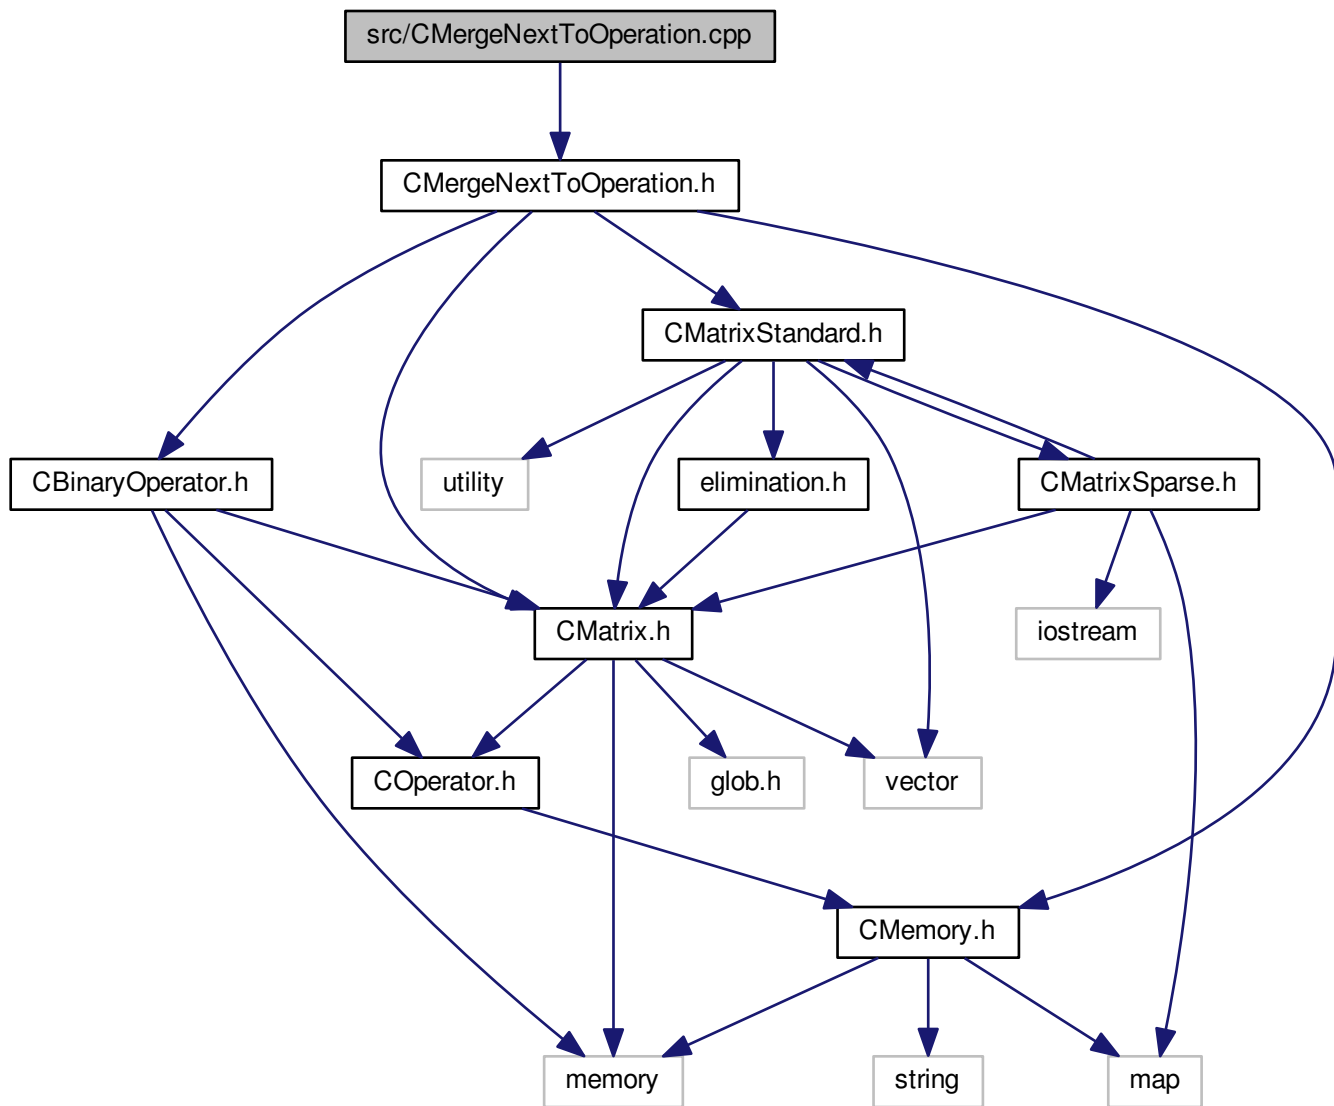 src/CMergeNextToOperation.cpp
CMergeNextToOperation.h
CMatrixStandard.h
CBinaryOperator.h
utility
elimination.h
CMatrixSparse.h
CMatrix.h
iostream
COperator.h
glob.h
vector
CMemory.h
memory
string
map